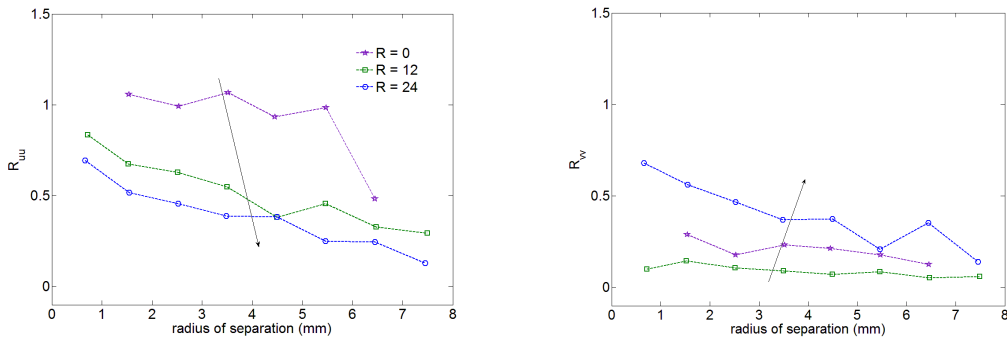 1.5
1
0.5
0
R_uu
R = 0
R = 12
R = 24
0 1 2 3 4 5 6 7 8
radius of separation (mm)
1.5
1
0.5
0
R_vv
0 1 2 3 4 5 6 7 8
radius of separation (mm)